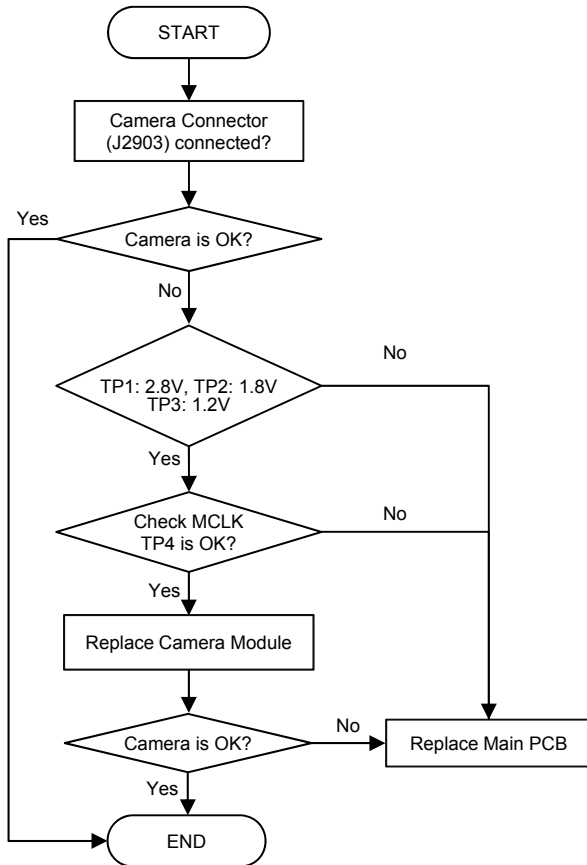 START
Camera Connector
(J2903) connected?
Yes
Camera is OK?
No
No
TP1: 2.8V, TP2: 1.8V
TP3: 1.2V
Yes
Check MCLK
TP4 is OK?
No
Yes
Replace Camera Module
Camera is OK?
No
Replace Main PCB
Yes
END